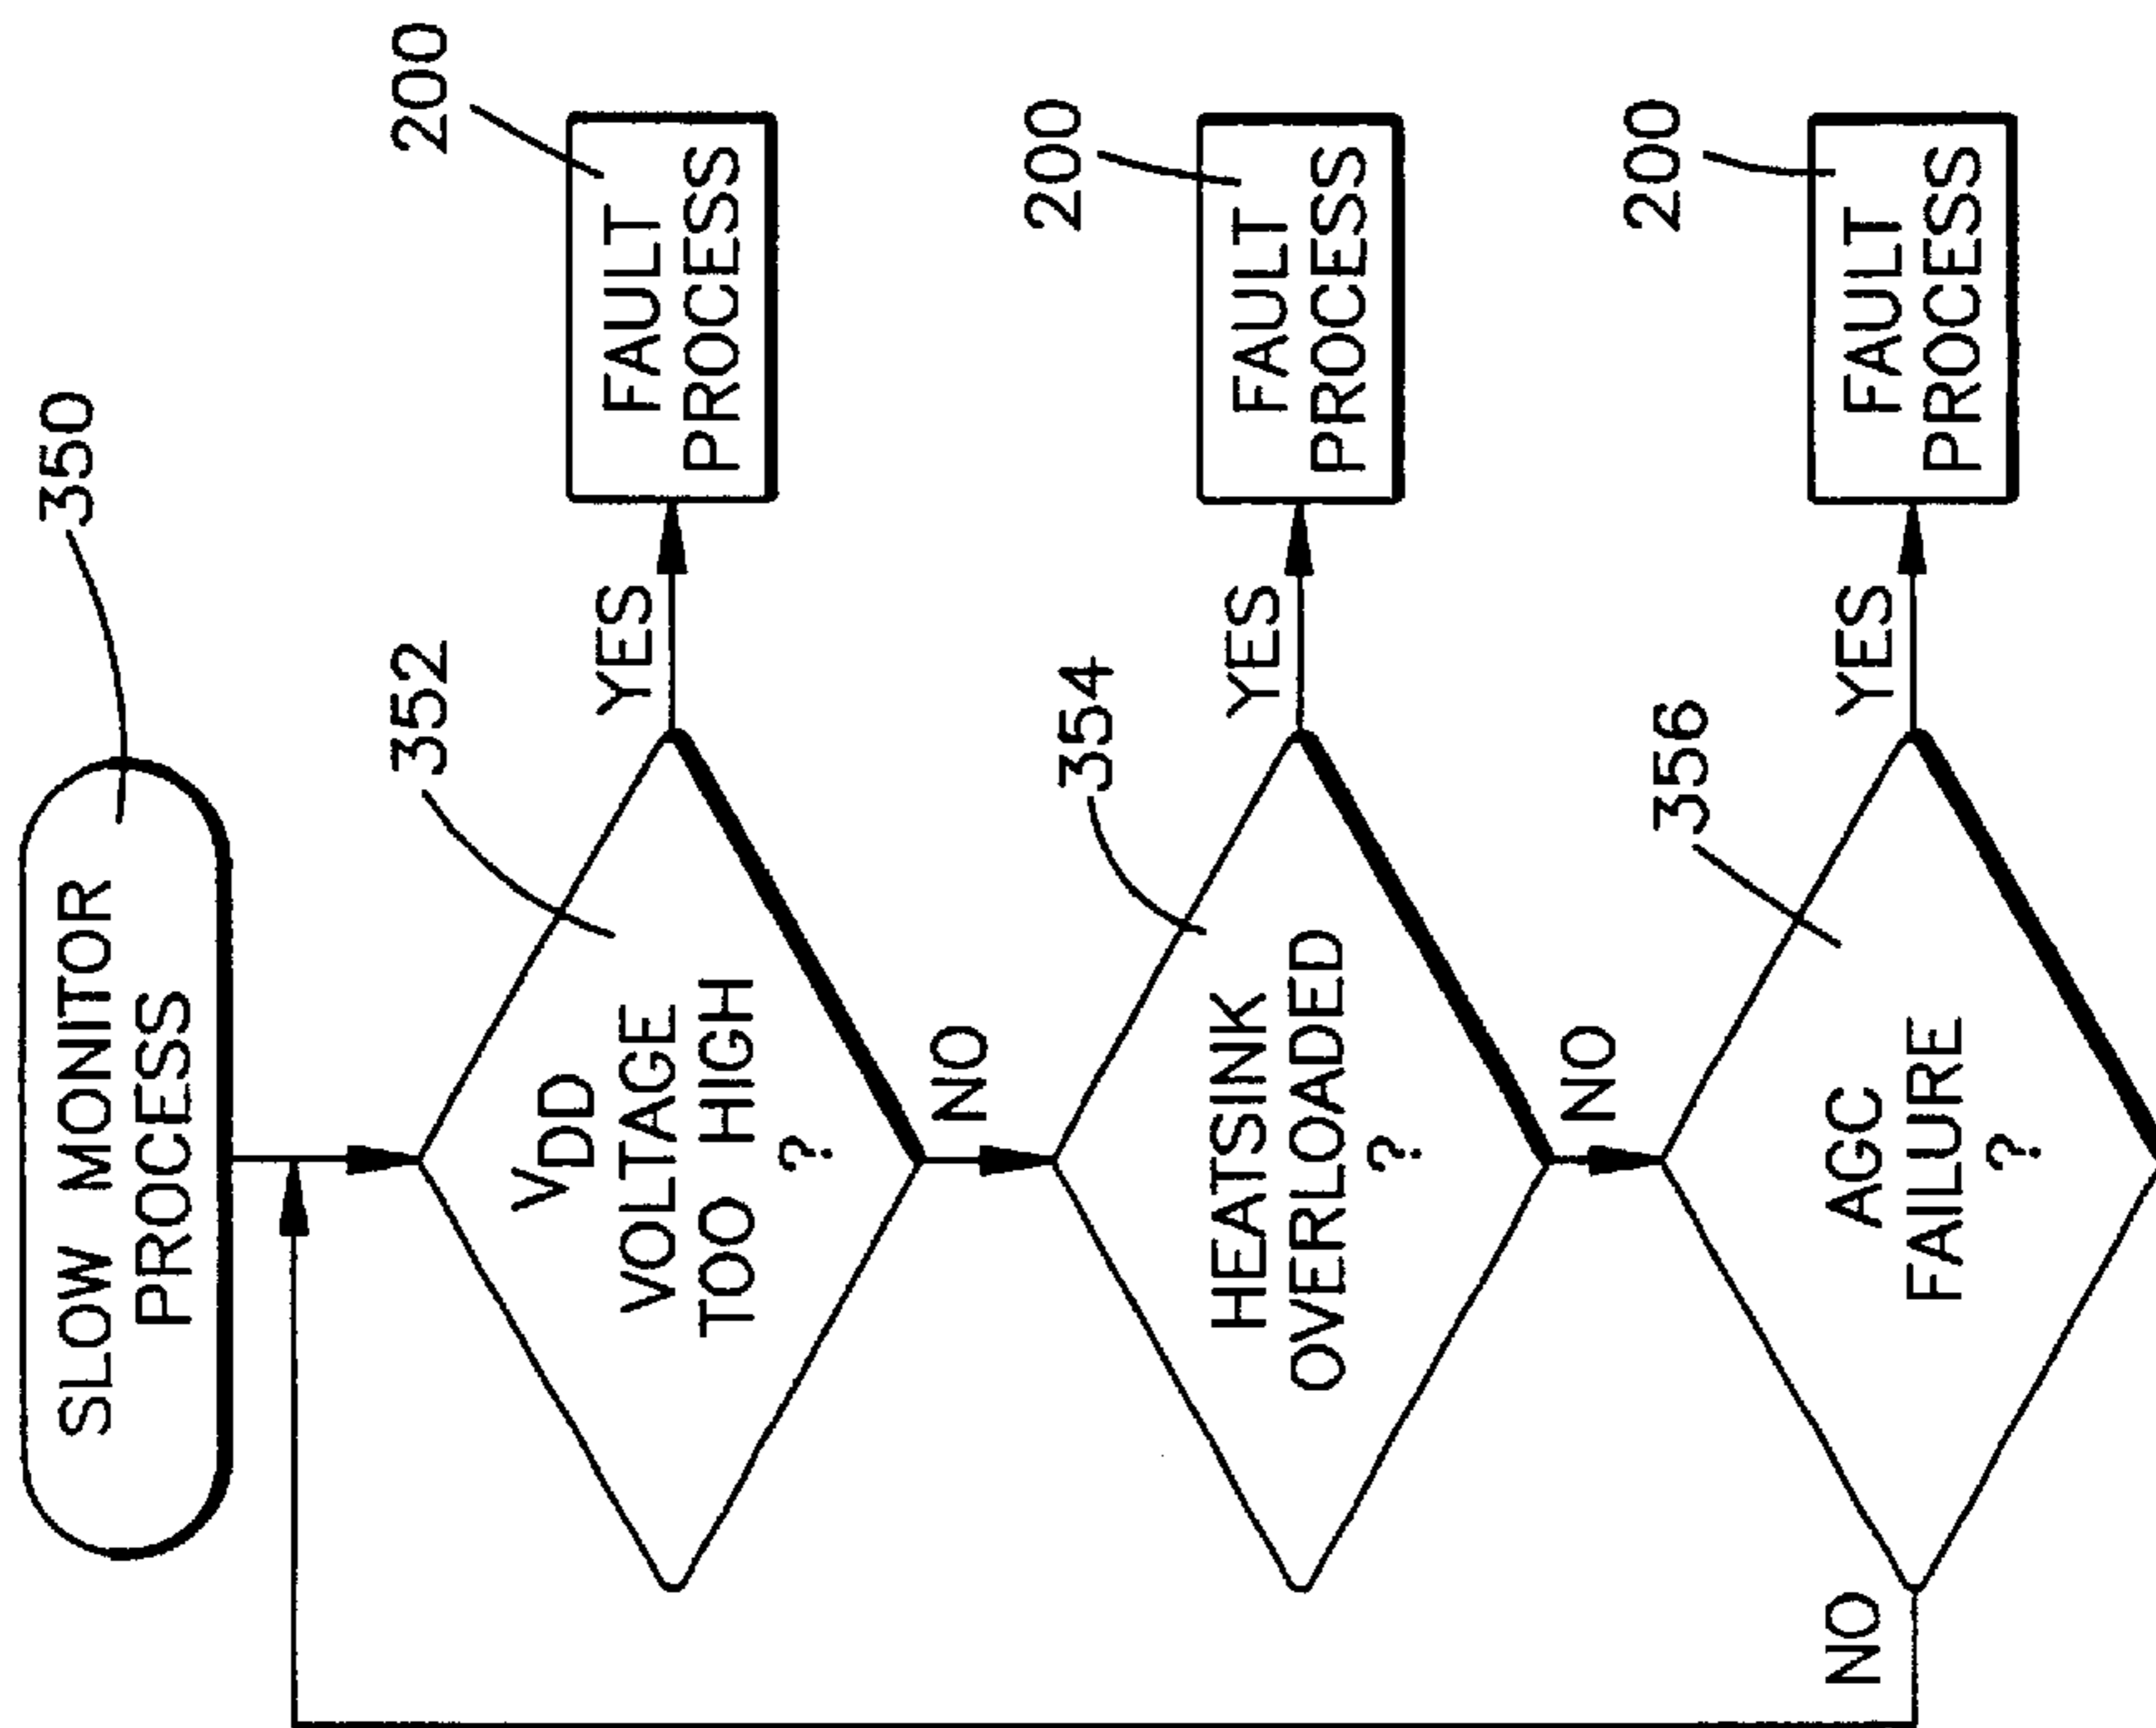 350
SLOW MONITOR
PROCESS
352
VDD
VOLTAGE
TOO HIGH
?
YES
200
FAULT
PROCESS
NO
354
HEATSINK
OVERLOADED
?
YES
200
FAULT
PROCESS
NO
356
AGC
FAILURE
?
YES
200
FAULT
PROCESS
NO